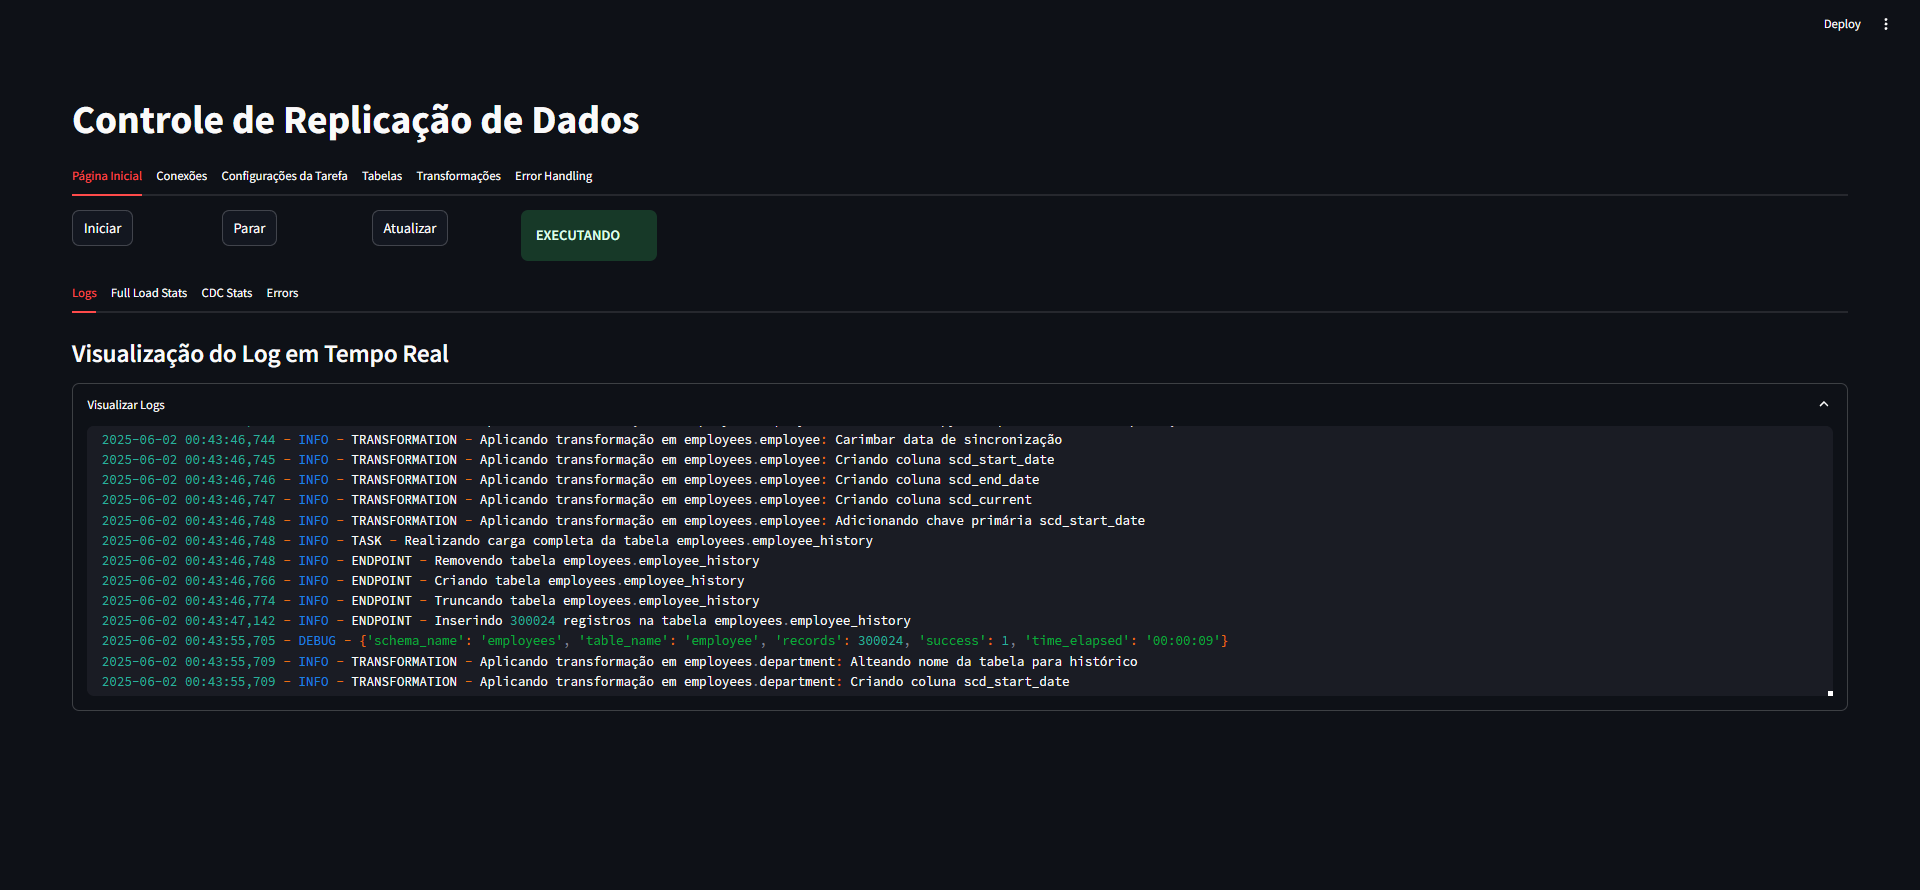 Deploy
Controle de Replicação de Dados
Página Inicial Conexões Configurações da Tarefa Tabelas Transformações Error Handling
Iniciar Parar Atualizar EXECUTANDO
Logs Full Load Stats CDC Stats Errors
Visualização do Log em Tempo Real
Visualizar Logs
2025-06-02 00:43:46,744 - INFO - TRANSFORMATION - Aplicando transformação em employees.employee: Carimbar data de sincronização
2025-06-02 00:43:46,745 - INFO - TRANSFORMATION - Aplicando transformação em employees.employee: Criando coluna scd_start_date
2025-06-02 00:43:46,746 - INFO - TRANSFORMATION - Aplicando transformação em employees.employee: Criando coluna scd_end_date
2025-06-02 00:43:46,747 - INFO - TRANSFORMATION - Aplicando transformação em employees.employee: Criando coluna scd_current
2025-06-02 00:43:46,748 - INFO - TRANSFORMATION - Aplicando transformação em employees.employee: Adicionando chave primária scd_start_date
2025-06-02 00:43:46,748 - INFO - TASK - Realizando carga completa da tabela employees.employee_history
2025-06-02 00:43:46,748 - INFO - ENDPOINT - Removendo tabela employees.employee_history
2025-06-02 00:43:46,766 - INFO - ENDPOINT - Criando tabela employees.employee_history
2025-06-02 00:43:46,774 - INFO - ENDPOINT - Truncando tabela employees.employee_history
2025-06-02 00:43:47,142 - INFO - ENDPOINT - Inserindo 300024 registros na tabela employees.employee_history
2025-06-02 00:43:55,705 - DEBUG - {'schema_name': 'employees', 'table_name': 'employee', 'records': 300024, 'success': 1, 'time_elapsed': '00:00:09'}
2025-06-02 00:43:55,709 - INFO - TRANSFORMATION - Aplicando transformação em employees.department: Alteando nome da tabela para histórico
2025-06-02 00:43:55,709 - INFO - TRANSFORMATION - Aplicando transformação em employees.department: Criando coluna scd_start_date